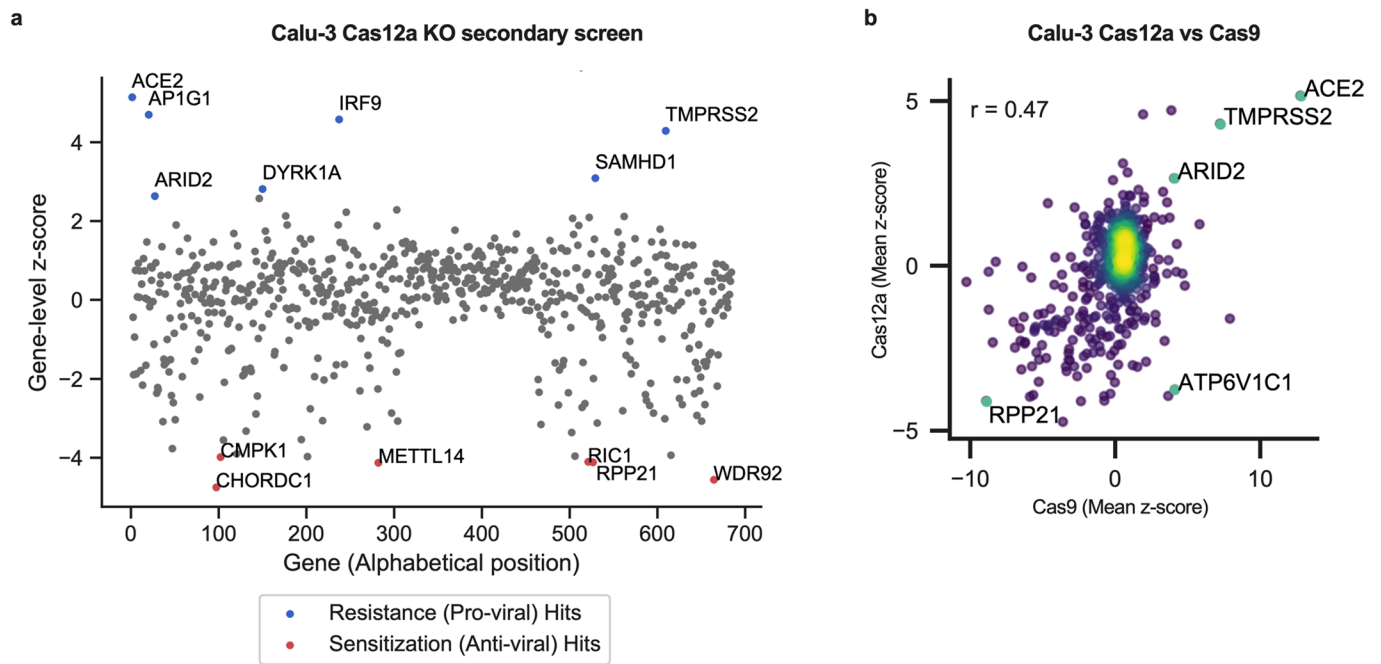 a
Calu-3 Cas12a KO secondary screen
ACE2
AP1G1
IRF9
TMPRSS2
SAMHD1
DYRK1A
ARID2
CMPK1
CHORDC1
METTL14
RIC1
RPP21
WDR92
4
2
0
−2
−4
Gene-level z-score
0 100 200 300 400 500 600 700
Gene (Alphabetical position)
Resistance (Pro-viral) Hits
Sensitization (Anti-viral) Hits
b
Calu-3 Cas12a vs Cas9
r = 0.47
ACE2
TMPRSS2
ARID2
ATP6V1C1
RPP21
5
0
−5
Cas12a (Mean z-score)
−10 0 10
Cas9 (Mean z-score)